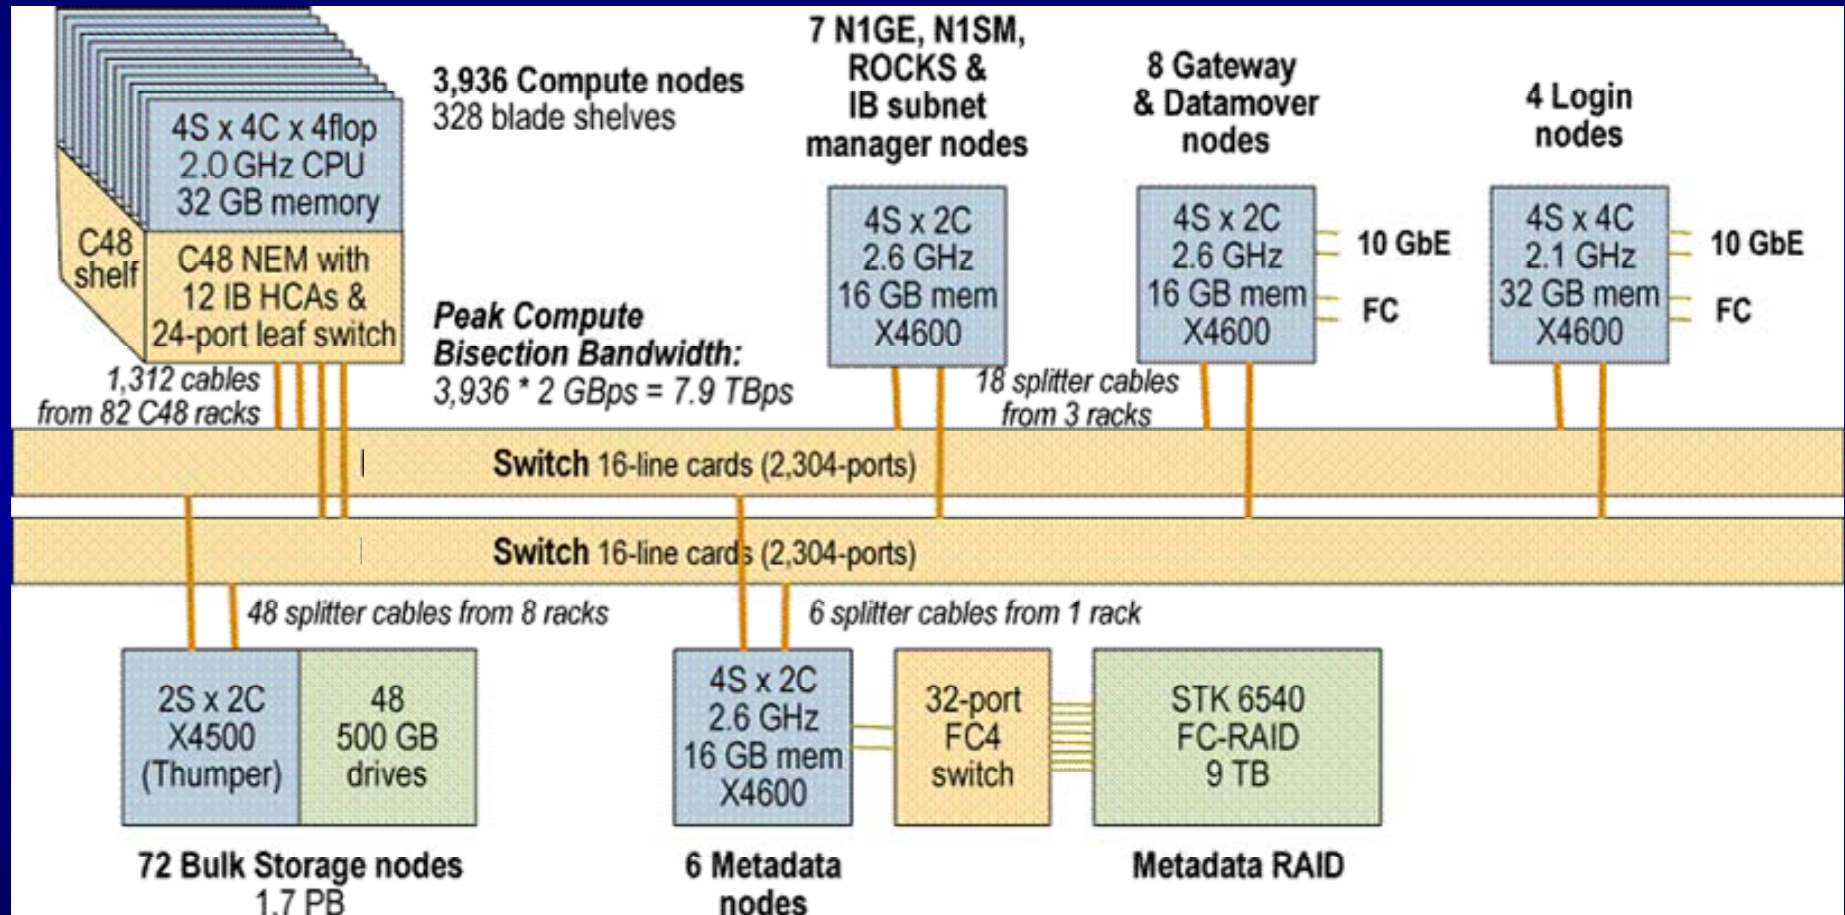 3,936 Compute nodes
328 blade shelves
4S x 4C x 4flop
2.0 GHz CPU
32 GB memory
C48
shelf
C48 NEM with
12 IB HCAs &
24-port leaf switch
1,312 cables
from 82 C48 racks
Peak Compute
Bisection Bandwidth:
3,936 * 2 GBps = 7.9 TBps
7 N1GE, N1SM,
ROCKS &
IB subnet
manager nodes
4S x 2C
2.6 GHz
16 GB mem
X4600
18 splitter cables
from 3 racks
8 Gateway
& Datamover
nodes
4S x 2C
2.6 GHz
16 GB mem
X4600
10 GbE
FC
4 Login
nodes
4S x 4C
2.1 GHz
32 GB mem
X4600
10 GbE
FC
Switch 16-line cards (2,304-ports)
Switch 16-line cards (2,304-ports)
48 splitter cables from 8 racks
6 splitter cables from 1 rack
2S x 2C
X4500
(Thumper)
48
500 GB
drives
72 Bulk Storage nodes
1.7 PB
4S x 2C
2.6 GHz
16 GB mem
X4600
6 Metadata
nodes
32-port
FC4
switch
STK 6540
FC-RAID
9 TB
Metadata RAID